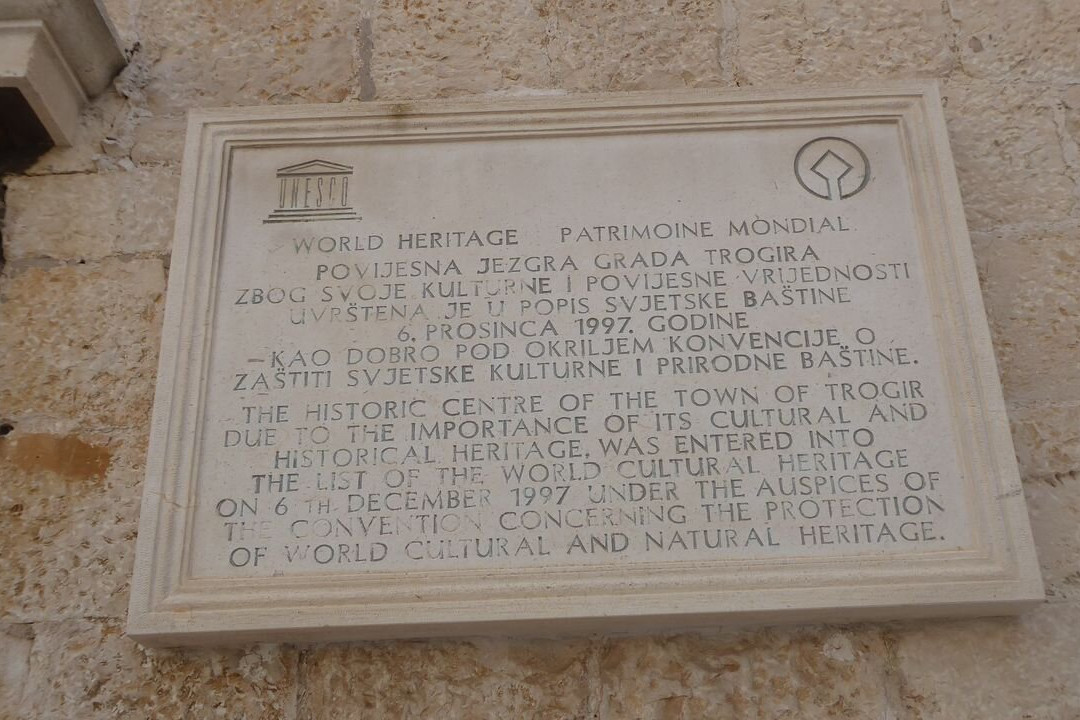 UNESCO
WORLD HERITAGE PATRIMOINE MÒNDIAL
POVIJESNA JEZGRA GRADA TROGIRA
ZBOG SVOJE KULTURNE I POVIJESNE VRIJEDNOSTI
UVRŠTENA JE U POPIS SVJETSKE BAŠTINE
6. PROSINCA 1997. GODINE
–KAO DOBRO POD OKRILJEM KONVENCIJE O
ZAŠTITI SVJETSKE KULTURNE I PRIRODNE BAŠTINE.
THE HISTORIC CENTRE OF THE TOWN OF TROGIR
DUE TO THE IMPORTANCE OF ITS CULTURAL AND
HISTORICAL HERITAGE, WAS ENTERED INTO
THE LIST OF THE WORLD CULTURAL HERITAGE
ON 6 TH DECEMBER 1997 UNDER THE AUSPICES OF
THE CONVENTION CONCERNING THE PROTECTION
OF WORLD CULTURAL AND NATURAL HERITAGE.